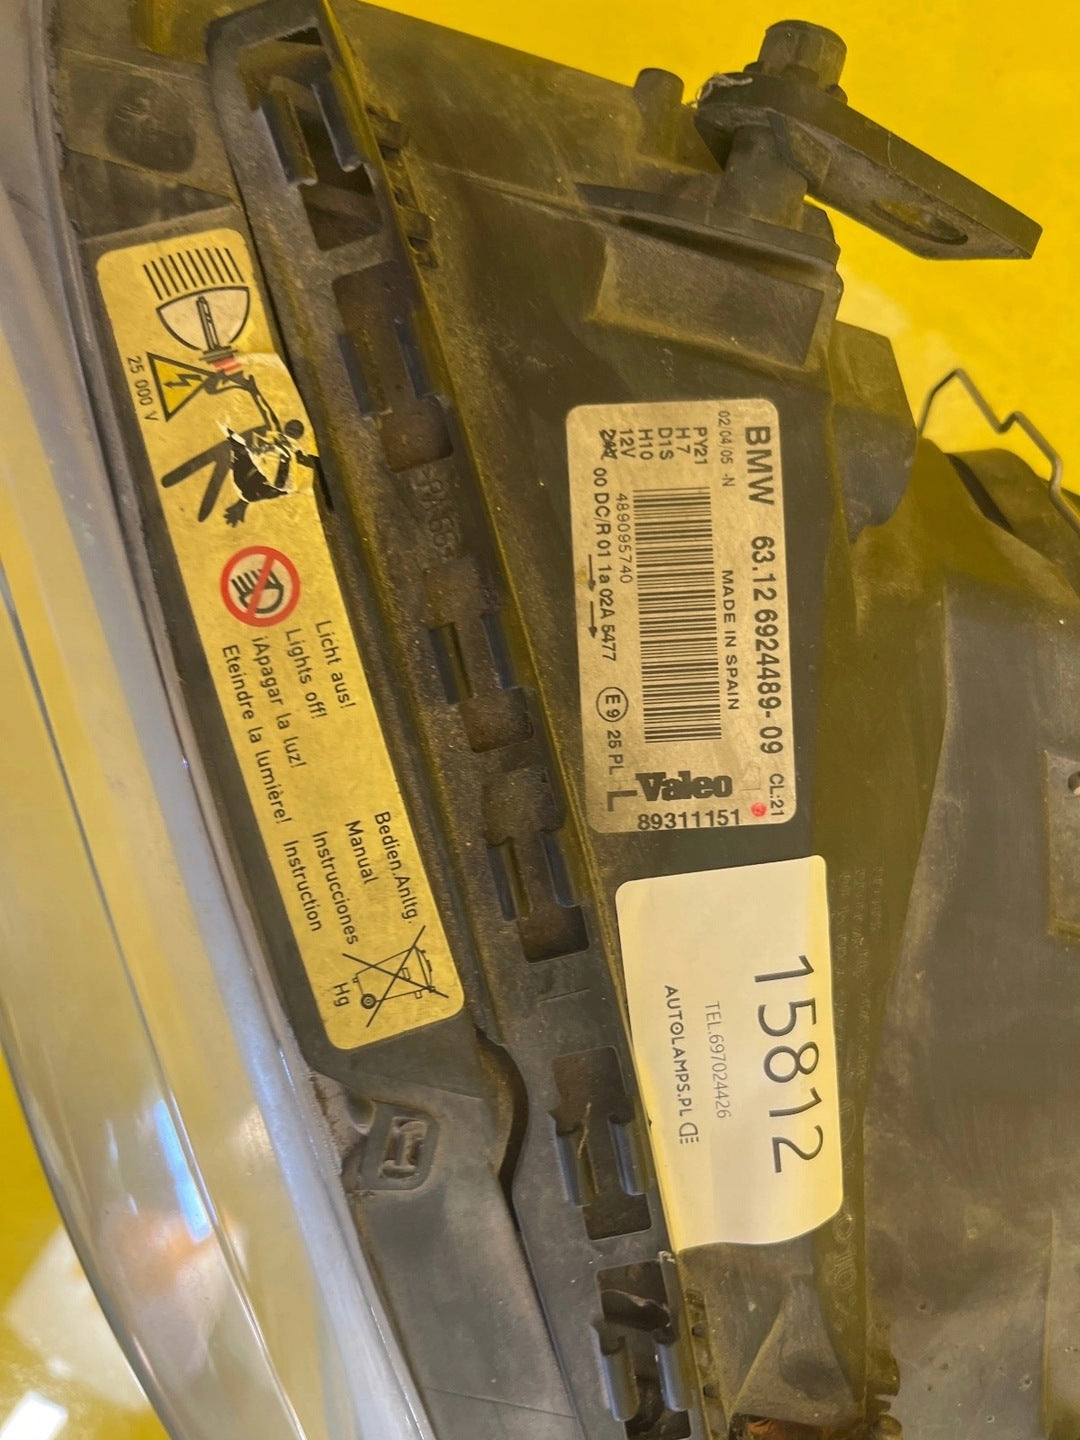 25 000 V
Licht aus!
Lights off!
¡Apagar la luz!
Eteindre la lumière!
Bedien.Anltg.
Manual
Instrucciones
Instruction
Hg
BMW 63.12 6924489-09 CL:21
02/04/05 -N
MADE IN SPAIN
PY21
H7
D1S
H10
12V
489095740
00 DC/R 01 1a 02A 5477
E9 25 PL
L
Valeo
89311151
15812
TEL.697024426
AUTOLAMPS.PL